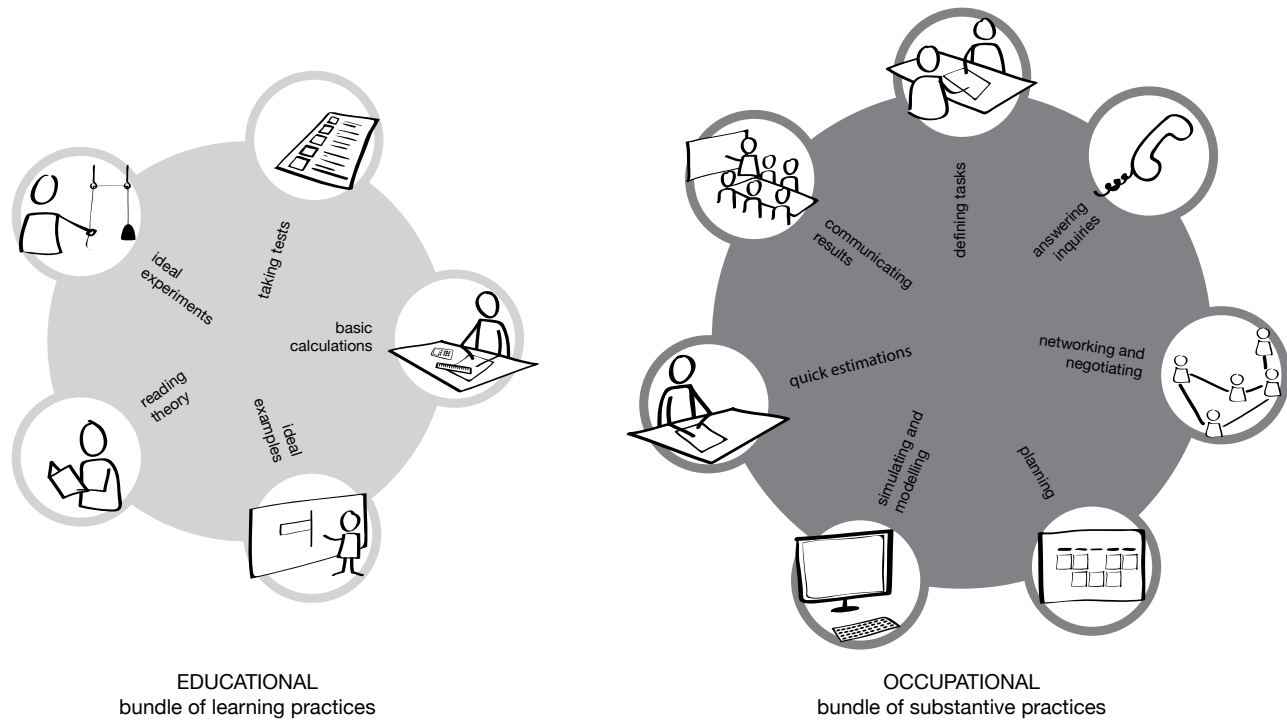 taking tests
ideal
experiments
basic
calculations
reading
theory
ideal
examples
EDUCATIONAL
bundle of learning practices
defining tasks
answering
inquiries
communicating
results
networking and
negotiating
quick estimations
simulating and
modelling
planning
OCCUPATIONAL
bundle of substantive practices